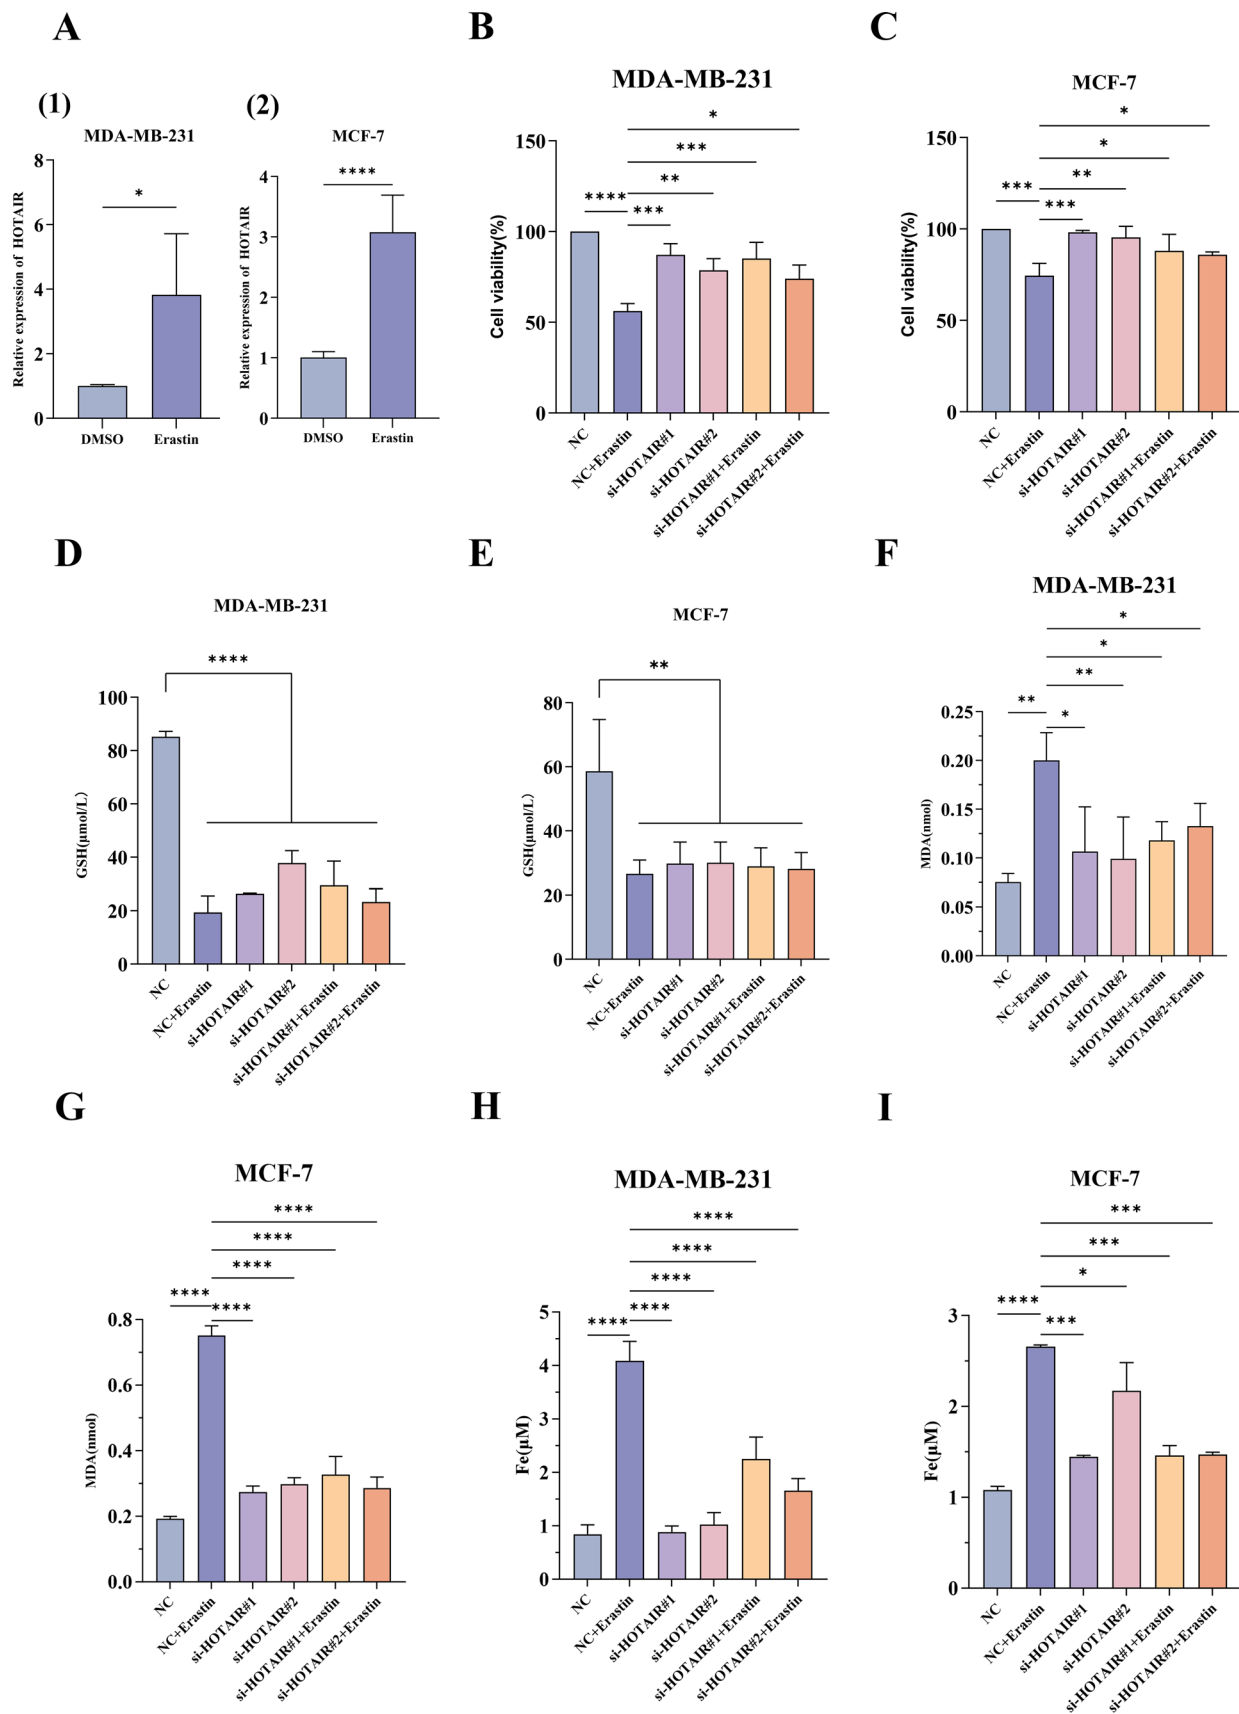 A
B
C
(1)
(2)
MDA-MB-231
MCF-7
MDA-MB-231
MCF-7
Relative expression of HOTAIR
8
6
4
2
0
*
DMSO
Erastin
Relative expression of HOTAIR
4
3
2
1
0
****
DMSO
Erastin
Cell viability(%)
150
100
50
0
*
***
**
****
***
NC
NC+Erastin
si-HOTAIR#1
si-HOTAIR#2
si-HOTAIR#1+Erastin
si-HOTAIR#2+Erastin
Cell viability(%)
150
100
50
0
*
*
**
***
***
NC
NC+Erastin
si-HOTAIR#1
si-HOTAIR#2
si-HOTAIR#1+Erastin
si-HOTAIR#2+Erastin
D
E
F
MDA-MB-231
MCF-7
MDA-MB-231
GSH(μmol/L)
100
80
60
40
20
0
****
NC
NC+Erastin
si-HOTAIR#1
si-HOTAIR#2
si-HOTAIR#1+Erastin
si-HOTAIR#2+Erastin
GSH(μmol/L)
80
60
40
20
0
**
NC
NC+Erastin
si-HOTAIR#1
si-HOTAIR#2
si-HOTAIR#1+Erastin
si-HOTAIR#2+Erastin
MDA(nmol)
0.25
0.20
0.15
0.10
0.05
0.00
*
*
**
**
*
NC
NC+Erastin
si-HOTAIR#1
si-HOTAIR#2
si-HOTAIR#1+Erastin
si-HOTAIR#2+Erastin
G
H
I
MCF-7
MDA-MB-231
MCF-7
MDA(nmol)
0.8
0.6
0.4
0.2
0.0
****
****
****
****
****
NC
NC+Erastin
si-HOTAIR#1
si-HOTAIR#2
si-HOTAIR#1+Erastin
si-HOTAIR#2+Erastin
Fe(μM)
5
4
3
2
1
0
****
****
****
****
****
NC
NC+Erastin
si-HOTAIR#1
si-HOTAIR#2
si-HOTAIR#1+Erastin
si-HOTAIR#2+Erastin
Fe(μM)
3
2
1
0
***
***
*
****
***
NC
NC+Erastin
si-HOTAIR#1
si-HOTAIR#2
si-HOTAIR#1+Erastin
si-HOTAIR#2+Erastin